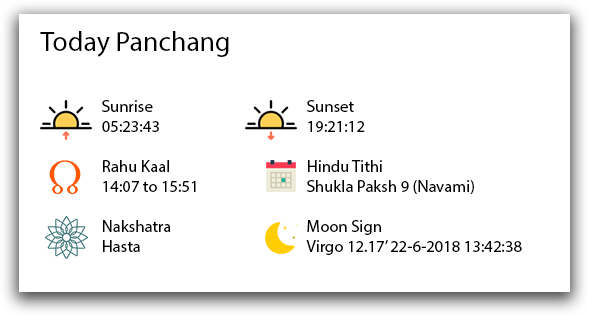 Today Panchang
Sunrise
05:23:43
Sunset
19:21:12
Rahu Kaal
14:07 to 15:51
Hindu Tithi
Shukla Paksh 9 (Navami)
Nakshatra
Hasta
Moon Sign
Virgo 12.17’ 22-6-2018 13:42:38